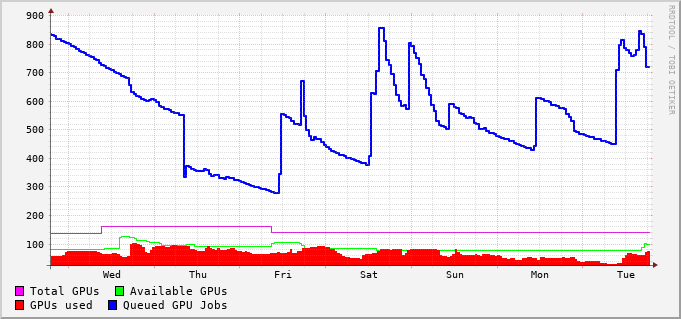 900
800
700
600
500
400
300
200
100
Wed Thu Fri Sat Sun Mon Tue
Total GPUs Available GPUs
GPUs used Queued GPU Jobs
RRDTOOL / TOBI OETIKER